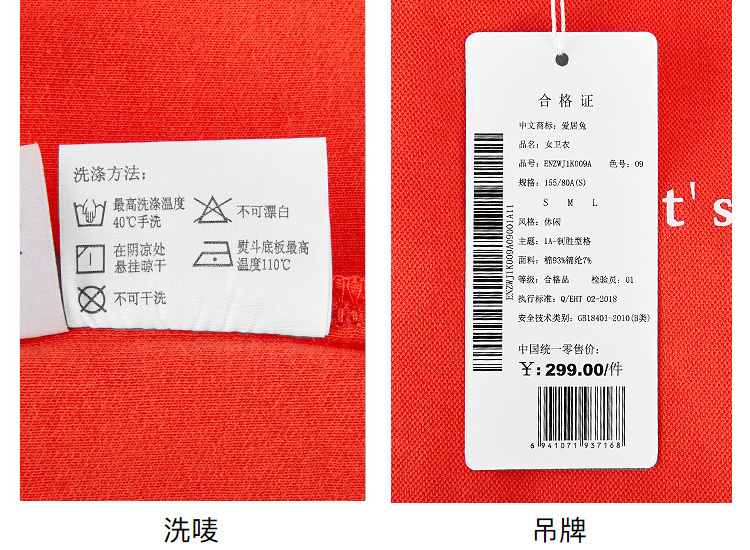 洗涤方法：
最高洗涤温度
40℃手洗
不可漂白
在阴凉处
悬挂晾干
熨斗底板最高
温度110℃
不可干洗
合格证
中文商标：爱居兔
品名：女卫衣
品号：ENZWJ1K009A 色号：09
规格：155/80A(S)
S M L
风格：休闲
主题：1A-制胜型格
面料：棉93%锦纶7%
等级：合格品 检验员：01
执行标准：Q/EHT 02-2018
安全技术类别：GB18401-2010(B类)
中国统一零售价：
￥:299.00/件
6 941071 937168
ENZWJ1K009A09001A11
t's
洗唛
吊牌